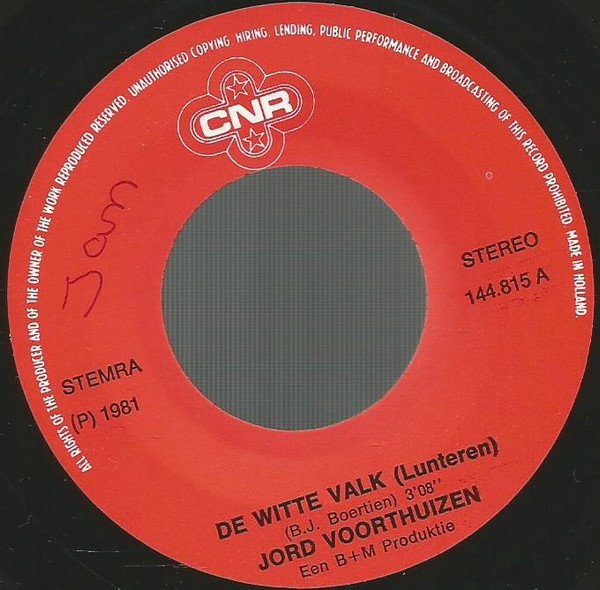 ALL RIGHTS OF THE PRODUCER AND OF THE OWNER OF THE WORK REPRODUCED RESERVED. UNAUTHORISED COPYING, HIRING, LENDING, PUBLIC PERFORMANCE AND BROADCASTING OF THIS RECORD PROHIBITED. MADE IN HOLLAND.
CNR
STEREO
144.815 A
STEMRA
(P) 1981
DE WITTE VALK (Lunteren)
(B.J. Boertien) 3'08"
JORD VOORTHUIZEN
Een B+M Produktie